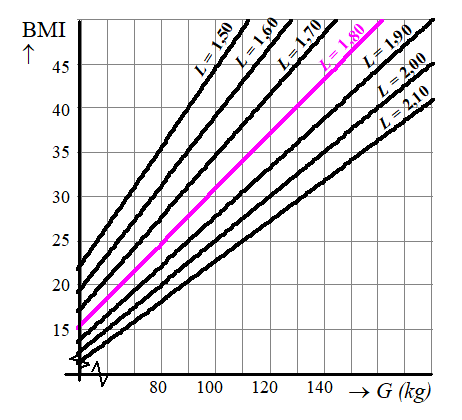 BMI
↑
L = 1,50
L = 1,60
L = 1,70
L = 1,80
L = 1,90
L = 2,00
L = 2,10
45
40
35
30
25
20
15
80 100 120 140 → G (kg)